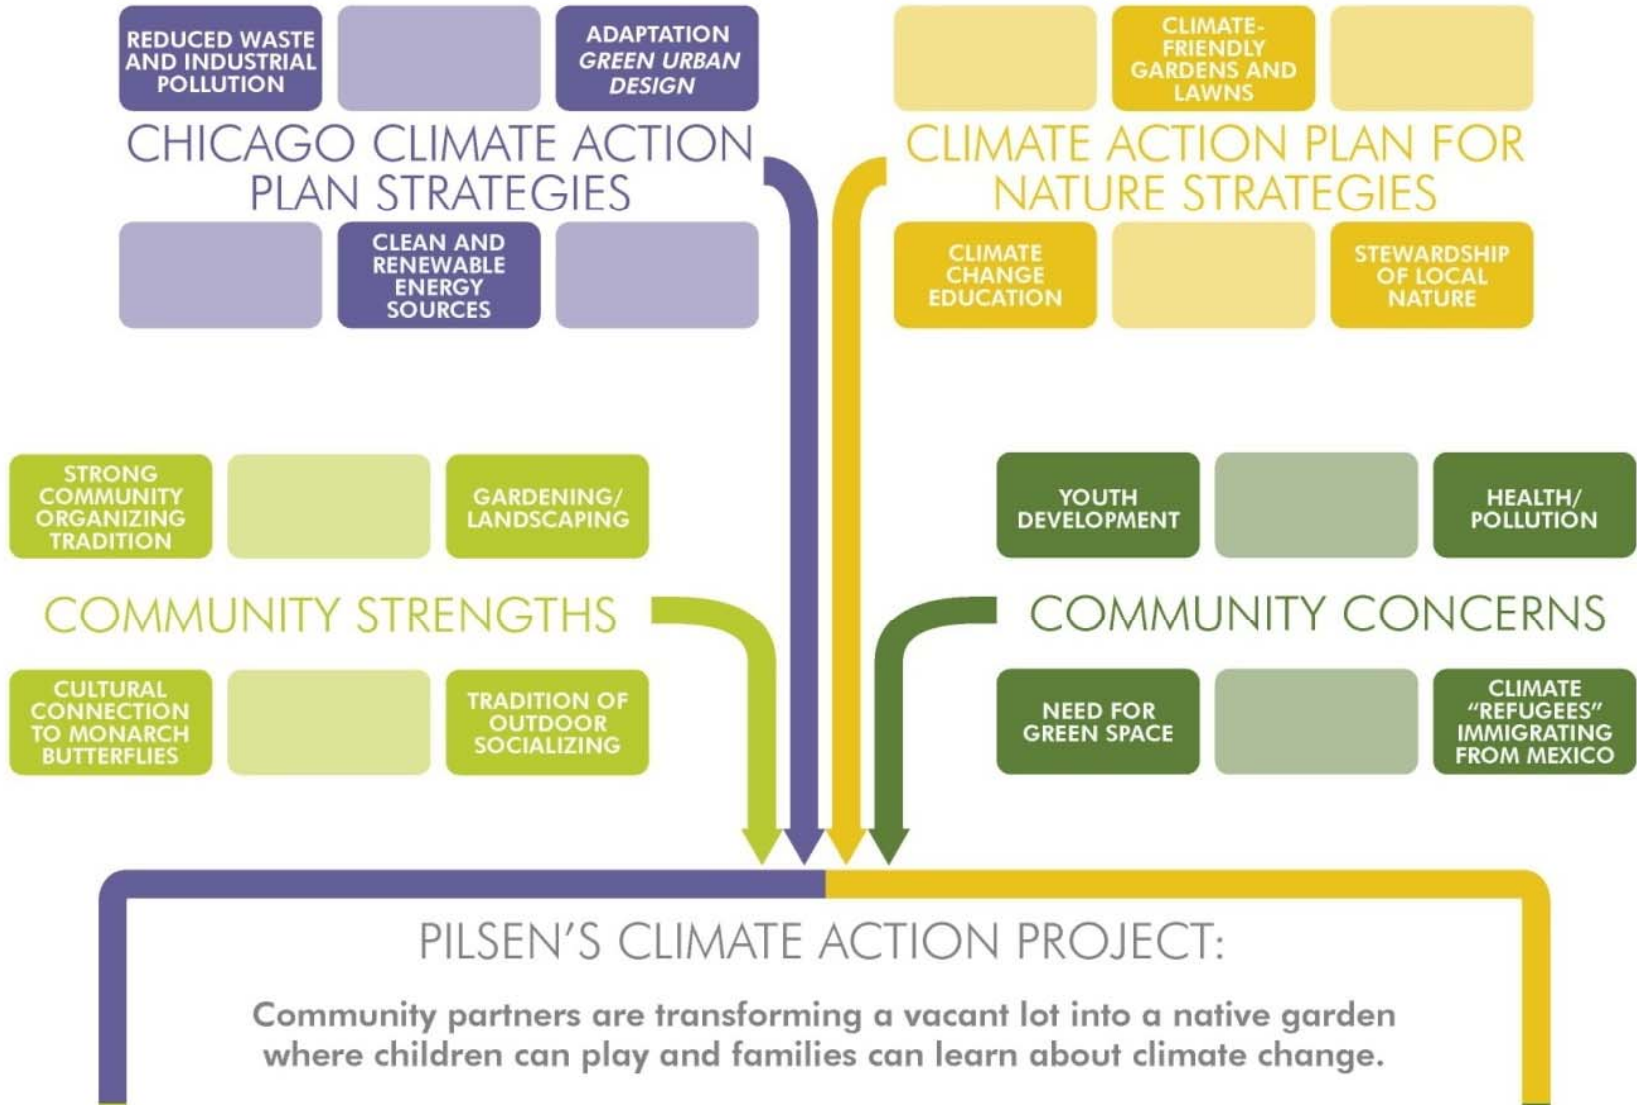 REDUCED WASTE
AND INDUSTRIAL
POLLUTION
ADAPTATION
GREEN URBAN
DESIGN
CHICAGO CLIMATE ACTION
PLAN STRATEGIES
CLEAN AND
RENEWABLE
ENERGY
SOURCES
CLIMATE-
FRIENDLY
GARDENS AND
LAWNS
CLIMATE ACTION PLAN FOR
NATURE STRATEGIES
CLIMATE
CHANGE
EDUCATION
STEWARDSHIP
OF LOCAL
NATURE
STRONG
COMMUNITY
ORGANIZING
TRADITION
GARDENING/
LANDSCAPING
COMMUNITY STRENGTHS
CULTURAL
CONNECTION
TO MONARCH
BUTTERFLIES
TRADITION OF
OUTDOOR
SOCIALIZING
YOUTH
DEVELOPMENT
HEALTH/
POLLUTION
COMMUNITY CONCERNS
NEED FOR
GREEN SPACE
CLIMATE
“REFUGEES”
IMMIGRATING
FROM MEXICO
PILSEN’S CLIMATE ACTION PROJECT:
Community partners are transforming a vacant lot into a native garden
where children can play and families can learn about climate change.